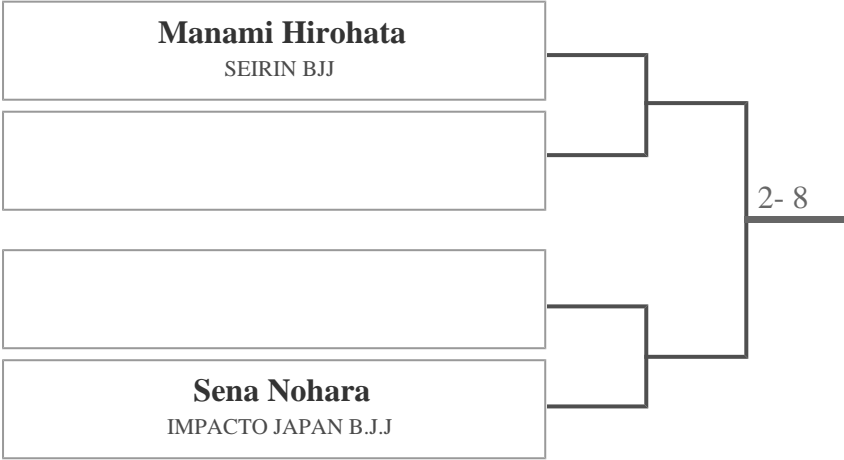 Manami Hirohata
SEIRIN BJJ
2- 8
Sena Nohara
IMPACTO JAPAN B.J.J